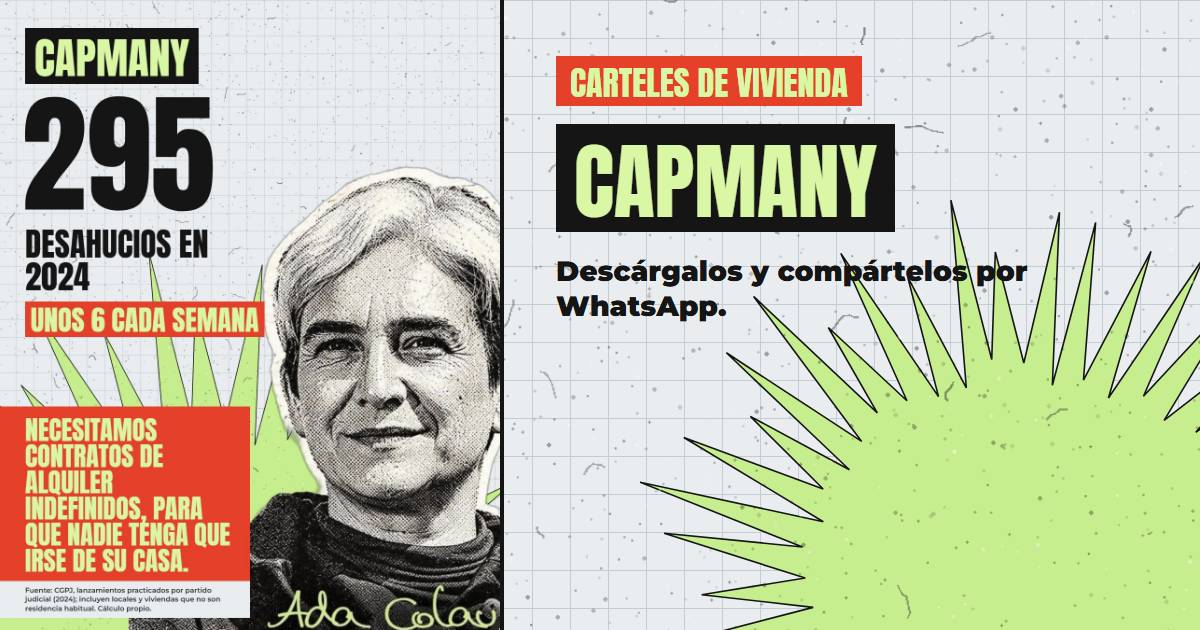 CAPMANY
295
DESAHUCIOS EN
2024
UNOS 6 CADA SEMANA
NECESITAMOS
CONTRATOS DE
ALQUILER
INDEFINIDOS, PARA
QUE NADIE TENGA QUE
IRSE DE SU CASA.
Fuente: CGPJ, lanzamientos practicados por partido
judicial (2024); incluyen locales y viviendas que no son
residencia habitual. Cálculo propio.
Ada Colau
CARTELES DE VIVIENDA
CAPMANY
Descárgalos y compártelos por
WhatsApp.